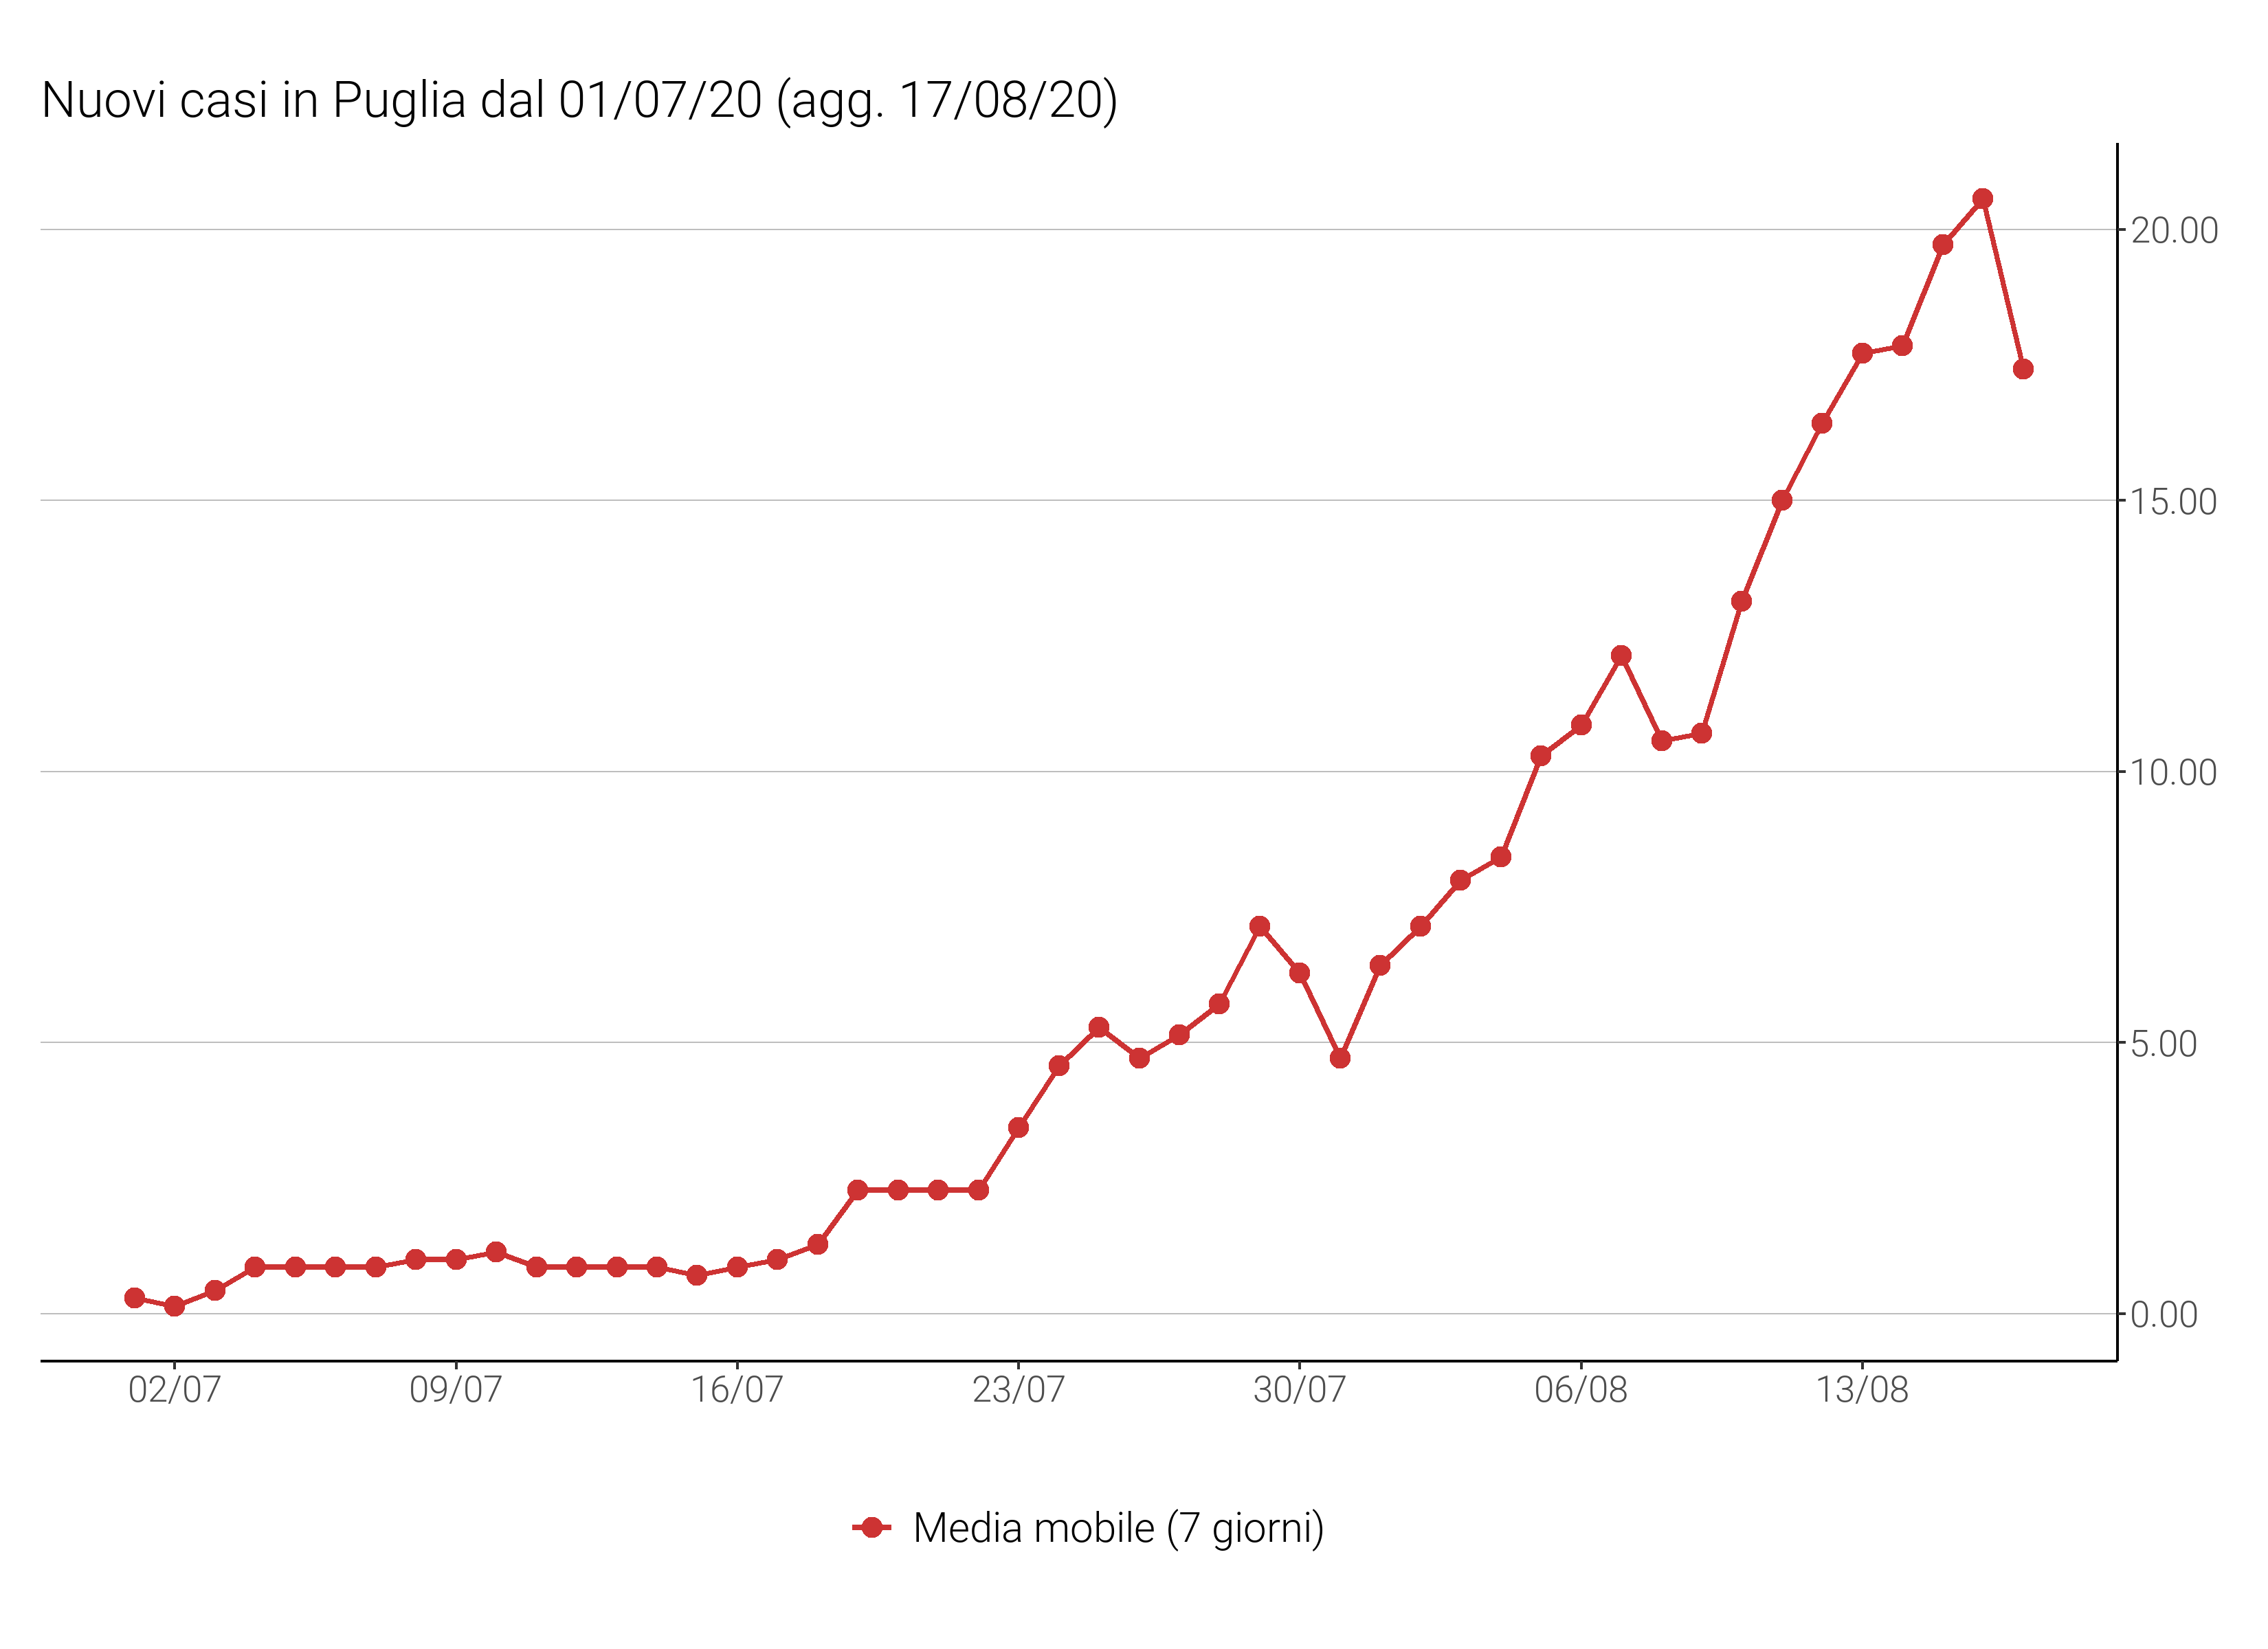 Nuovi casi in Puglia dal 01/07/20 (agg. 17/08/20)
20.00
15.00
10.00
5.00
0.00
02/07 09/07 16/07 23/07 30/07 06/08 13/08
Media mobile (7 giorni)